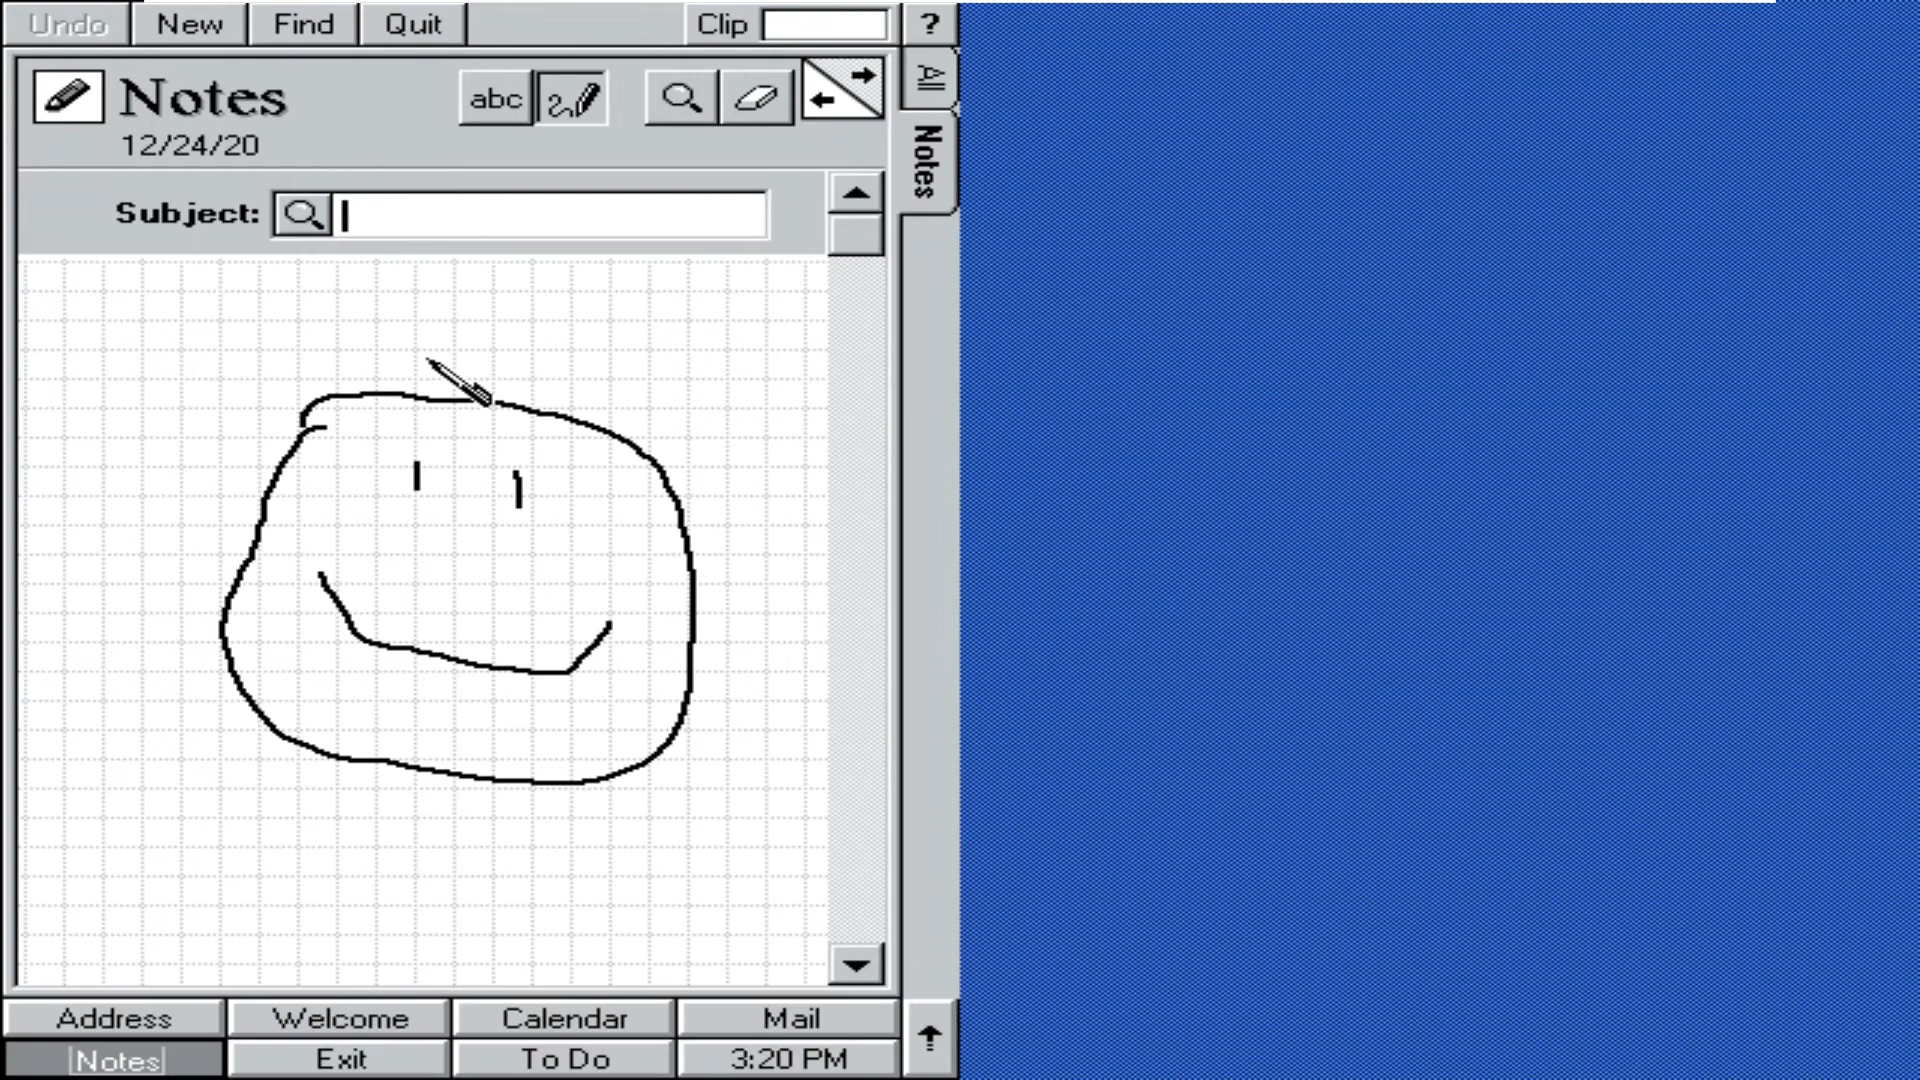 Undo New Find Quit Clip ?
Notes
abc
12/24/20
A
Notes
Subject:
Address Welcome Calendar Mail
Notes Exit To Do 3:20 PM